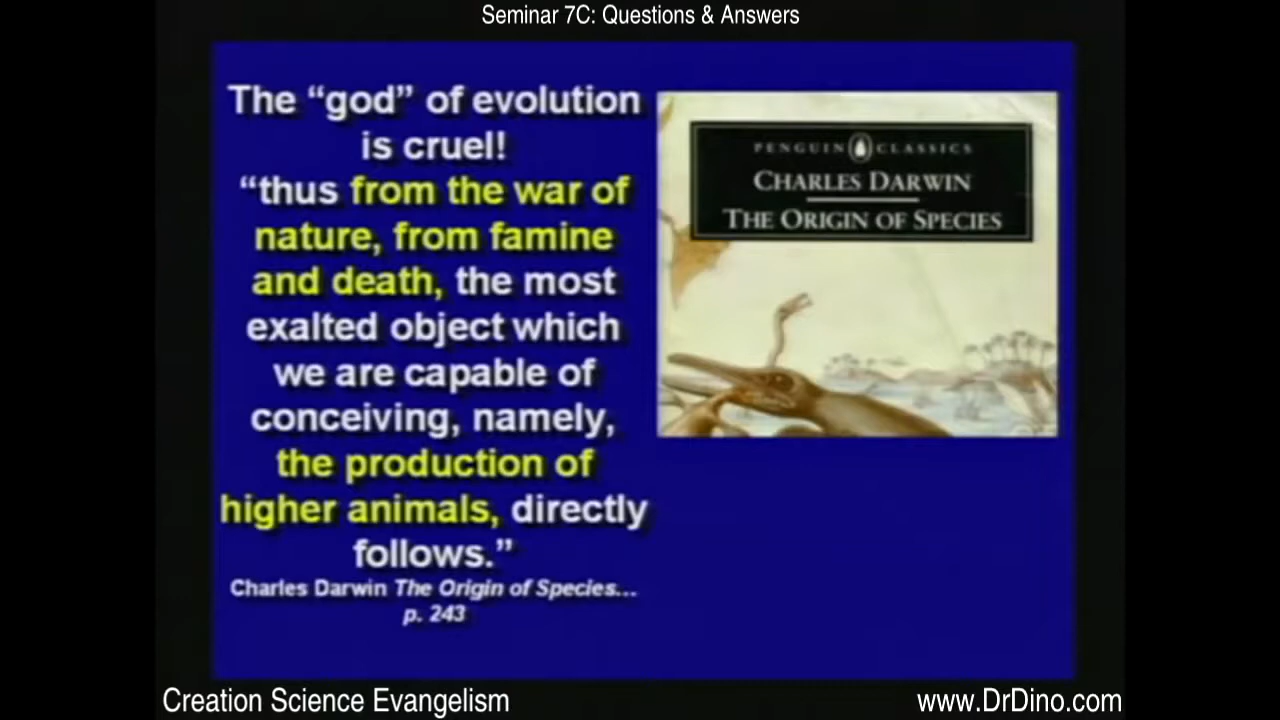 Seminar 7C: Questions & Answers
The “god” of evolution
is cruel!
“thus from the war of
nature, from famine
and death, the most
exalted object which
we are capable of
conceiving, namely,
the production of
higher animals, directly
follows.”
Charles Darwin The Origin of Species...
p. 243
PENGUIN CLASSICS
CHARLES DARWIN
THE ORIGIN OF SPECIES
Creation Science Evangelism
www.DrDino.com